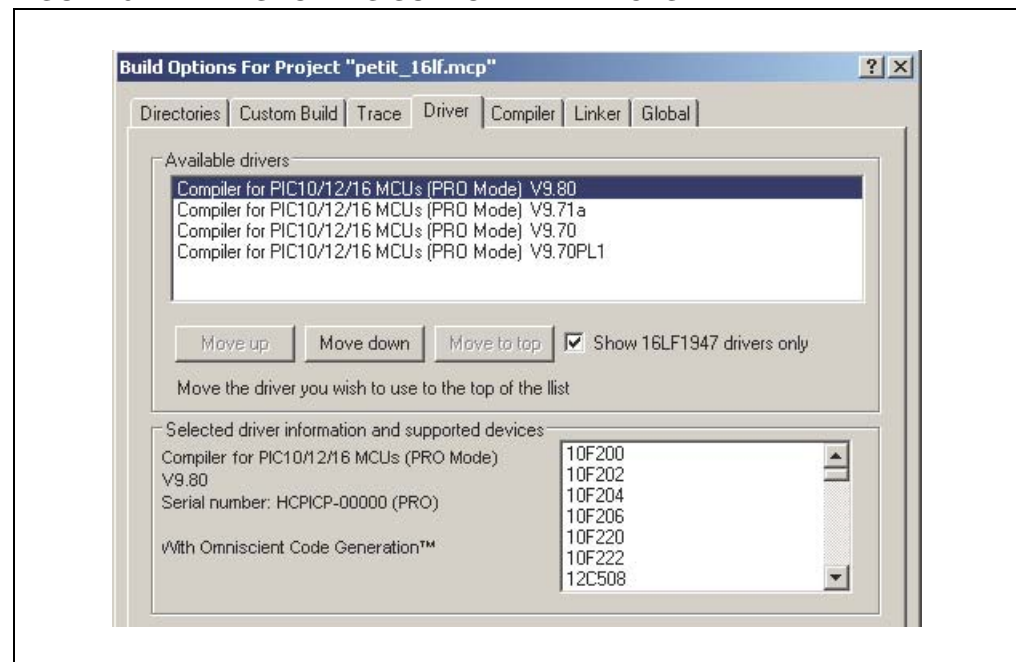 Build Options For Project "petit_16lf.mcp"
Directories Custom Build Trace Driver Compiler Linker Global
Available drivers
Compiler for PIC10/12/16 MCUs (PRO Mode) V9.80
Compiler for PIC10/12/16 MCUs (PRO Mode) V9.71a
Compiler for PIC10/12/16 MCUs (PRO Mode) V9.70
Compiler for PIC10/12/16 MCUs (PRO Mode) V9.70PL1
Move up Move down Move to top Show 16LF1947 drivers only
Move the driver you wish to use to the top of the llist
Selected driver information and supported devices
Compiler for PIC10/12/16 MCUs (PRO Mode)
V9.80
Serial number: HCPICP-00000 (PRO)
With Omniscient Code Generation™
10F200
10F202
10F204
10F206
10F220
10F222
12C508